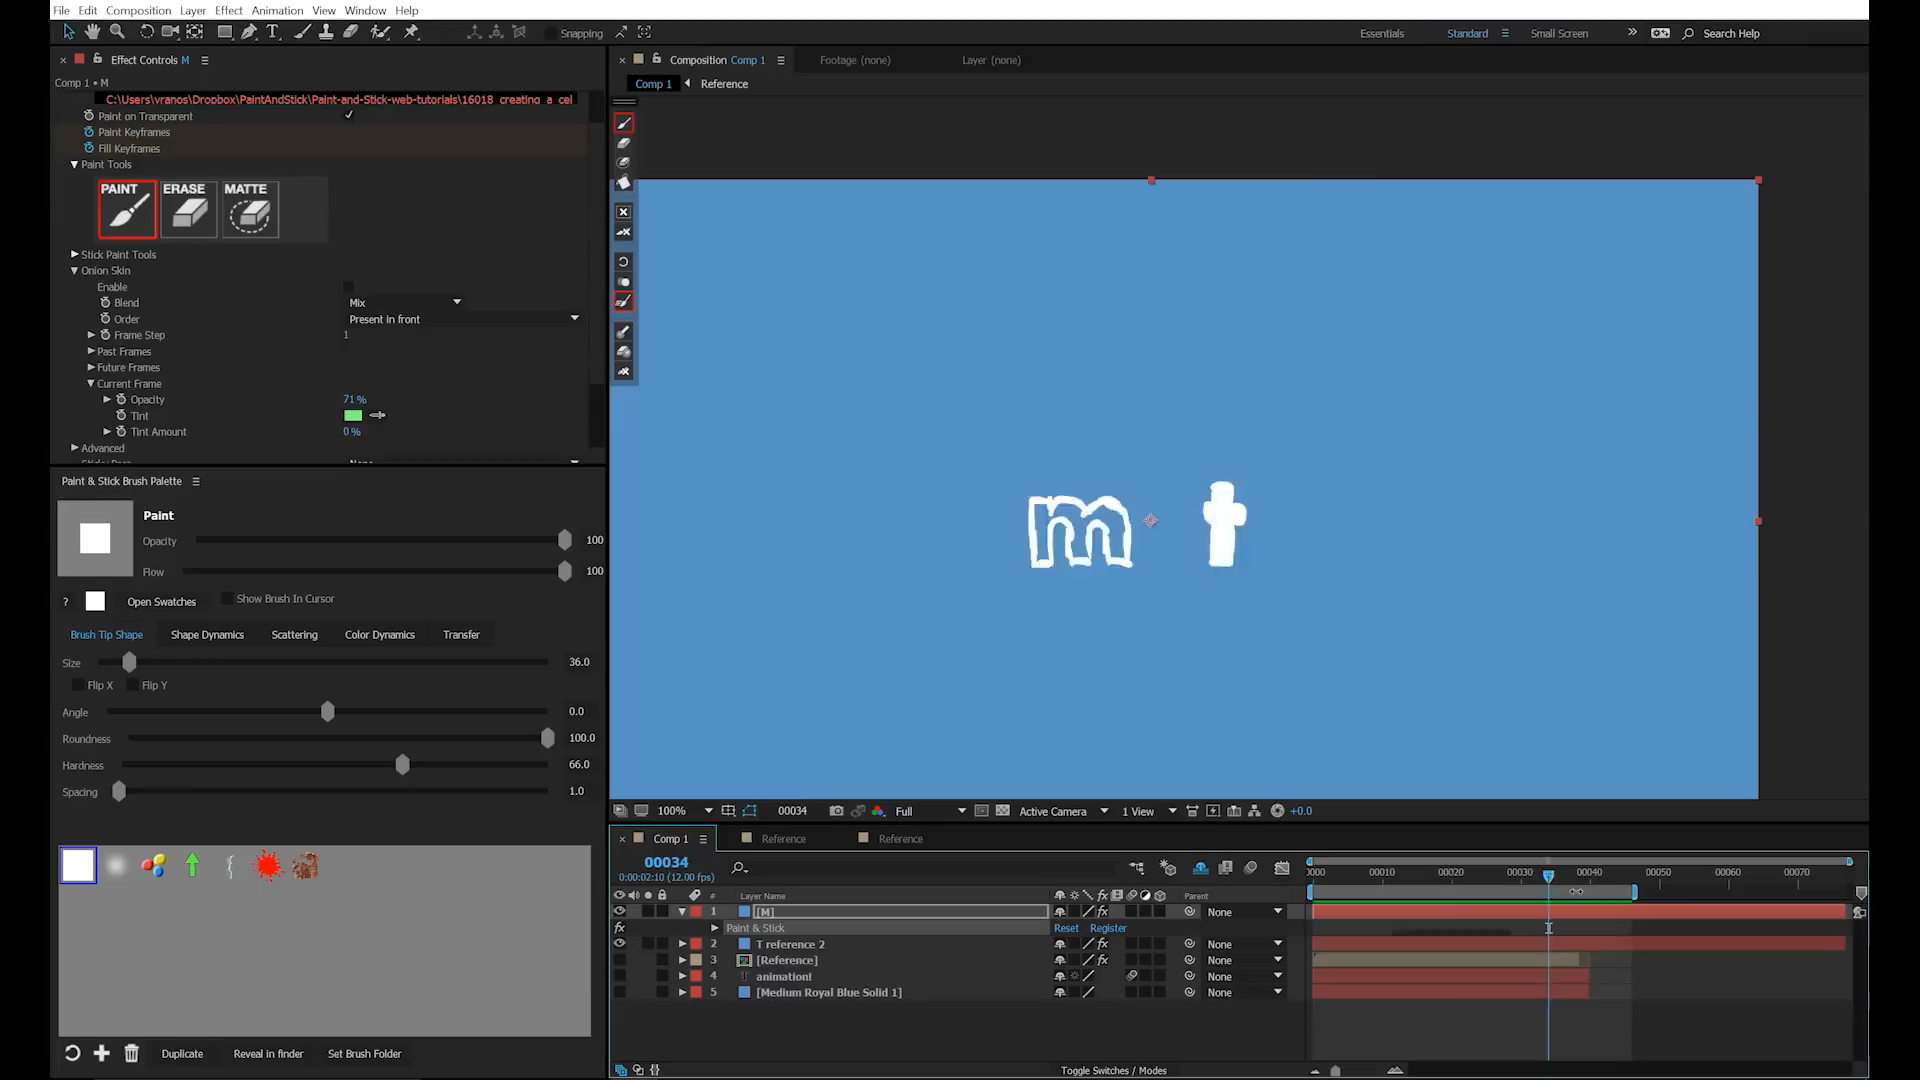 File Edit Composition Layer Effect Animation View Window Help
Snapping
Essentials Standard Small Screen Search Help
Effect Controls M
Comp 1 • M
C:\Users\vranos\Dropbox\PaintAndStick\Paint-and-Stick-web-tutorials\16018_creating_a_cel
Paint on Transparent
Paint Keyframes
Fill Keyframes
Paint Tools
PAINT ERASE MATTE
Stick Paint Tools
Onion Skin
Enable
Blend Mix
Order Present in front
Frame Step 1
Past Frames
Future Frames
Current Frame
Opacity 71 %
Tint
Tint Amount 0 %
Advanced
Paint & Stick Brush Palette
Paint
Opacity 100
Flow 100
? Open Swatches Show Brush In Cursor
Brush Tip Shape Shape Dynamics Scattering Color Dynamics Transfer
Size 36.0
Flip X Flip Y
Angle 0.0
Roundness 100.0
Hardness 66.0
Spacing 1.0
Duplicate Reveal in finder Set Brush Folder
Composition Comp 1 Footage (none) Layer (none)
Comp 1 Reference
m t
100% 00034 Full Active Camera 1 View +0.0
Comp 1 Reference Reference
00034
0:00:02:10 (12.00 fps)
0000 00010 00020 00030 00040 00050 00060 00070
# Layer Name Parent
1 [M] None
Paint & Stick Reset Register
2 T reference 2 None
3 [Reference] None
4 animation! None
5 [Medium Royal Blue Solid 1] None
Toggle Switches / Modes